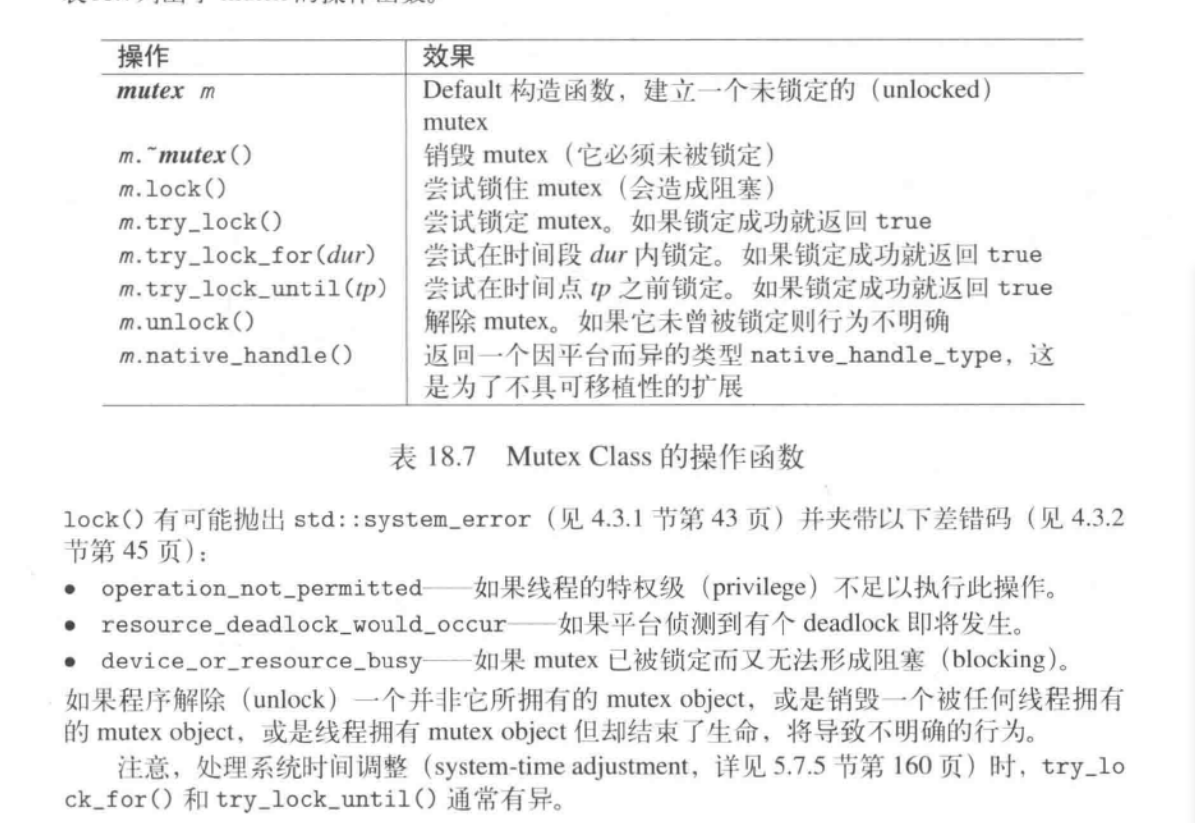 操作 效果
mutex m Default 构造函数，建立一个未锁定的（unlocked）
mutex
m.~mutex() 销毁 mutex（它必须未被锁定）
m.lock() 尝试锁住 mutex（会造成阻塞）
m.try_lock() 尝试锁定 mutex。如果锁定成功就返回 true
m.try_lock_for(dur) 尝试在时间段 dur 内锁定。如果锁定成功就返回 true
m.try_lock_until(tp) 尝试在时间点 tp 之前锁定。如果锁定成功就返回 true
m.unlock() 解除 mutex。如果它未曾被锁定则行为不明确
m.native_handle() 返回一个因平台而异的类型 native_handle_type，这
是为了不具可移植性的扩展
表 18.7 Mutex Class 的操作函数
lock() 有可能抛出 std::system_error（见 4.3.1 节第 43 页）并夹带以下差错码（见 4.3.2
节第 45 页）：
• operation_not_permitted——如果线程的特权级（privilege）不足以执行此操作。
• resource_deadlock_would_occur——如果平台侦测到有个 deadlock 即将发生。
• device_or_resource_busy——如果 mutex 已被锁定而又无法形成阻塞（blocking）。
如果程序解除（unlock）一个并非它所拥有的 mutex object，或是销毁一个被任何线程拥有
的 mutex object，或是线程拥有 mutex object 但却结束了生命，将导致不明确的行为。
注意，处理系统时间调整（system-time adjustment，详见 5.7.5 节第 160 页）时，try_lo
ck_for() 和 try_lock_until() 通常有异。